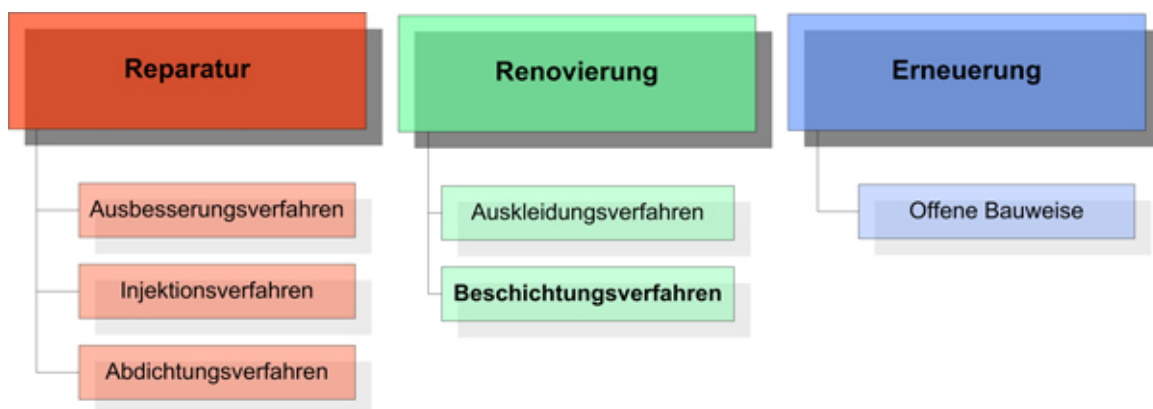 Reparatur
Ausbesserungsverfahren
Injektionsverfahren
Abdichtungsverfahren
Renovierung
Auskleidungsverfahren
Beschichtungsverfahren
Erneuerung
Offene Bauweise